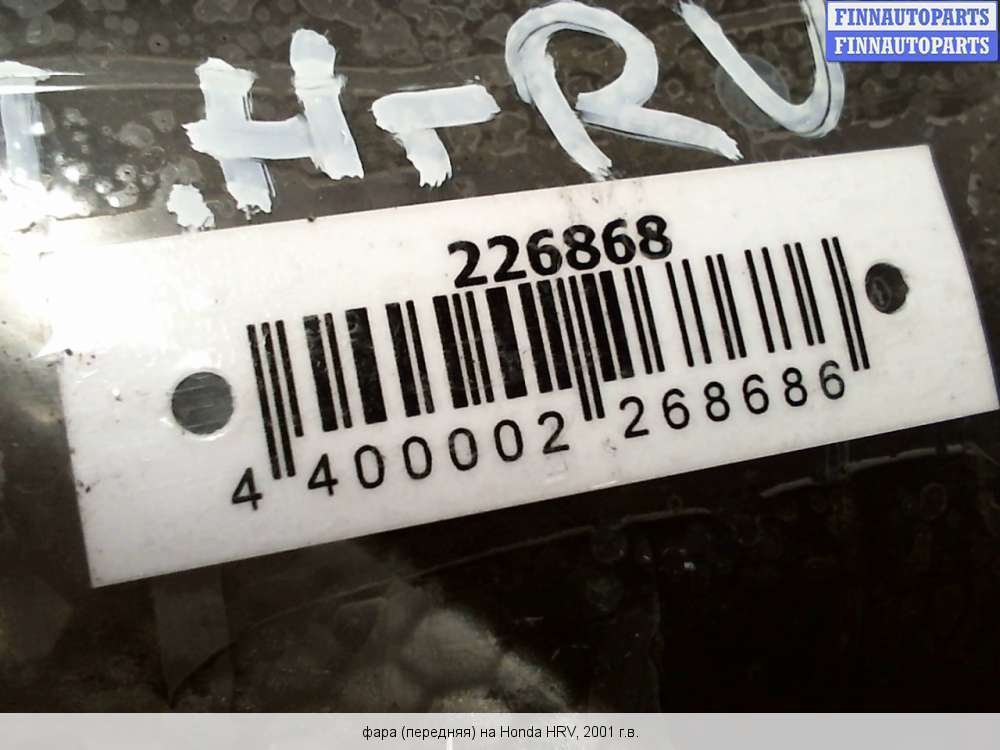 FINNAUTOPARTS
FINNAUTOPARTS
.H-RV
226868
4 400002 268686
фара (передняя) на Honda HRV, 2001 г.в.